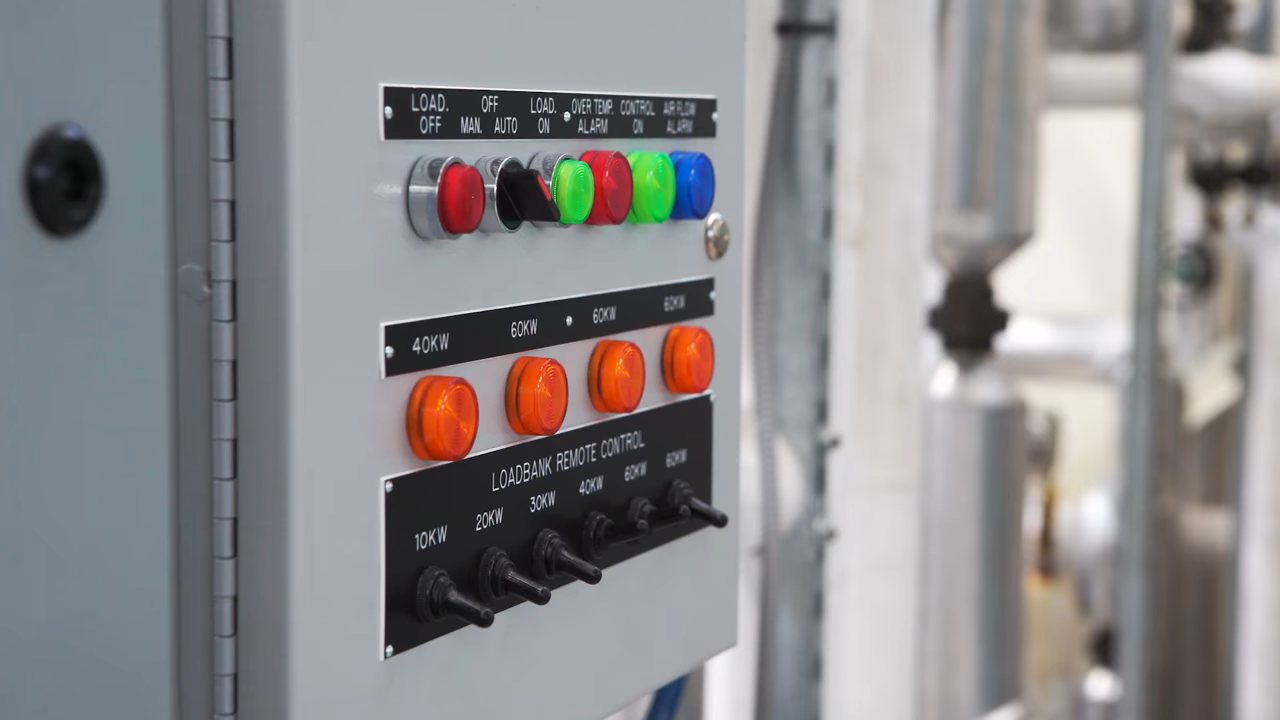 LOAD. OFF LOAD. OVER TEMP. CONTROL AIR FLOW
OFF MAN. AUTO ON ALARM ON ALARM
40KW 60KW 60KW 60KW
LOADBANK REMOTE CONTROL
10KW 20KW 30KW 40KW 60KW 60KW